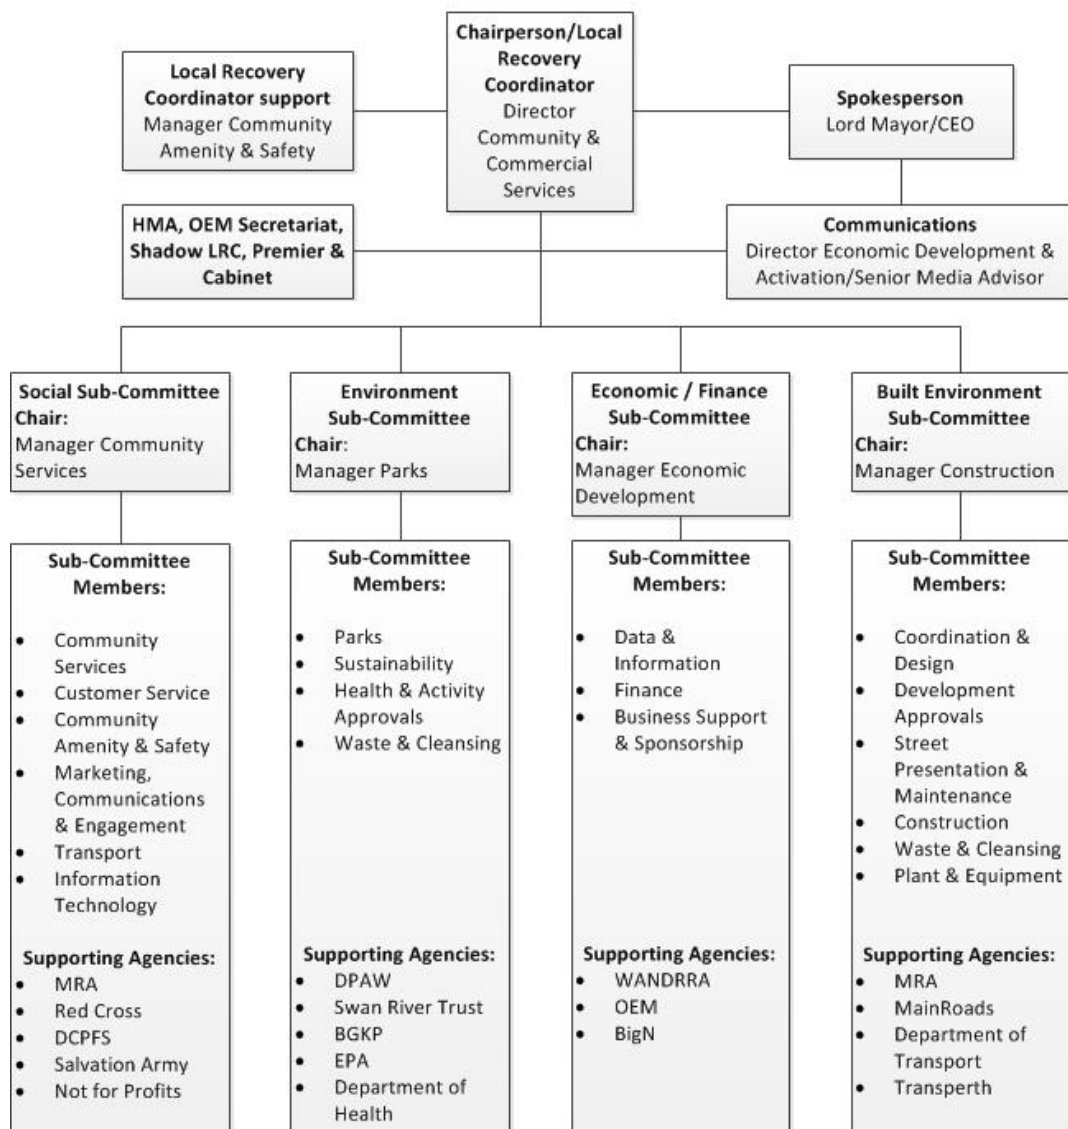 Chairperson/Local
Recovery
Coordinator
Director
Community &
Commercial
Services
Local Recovery
Coordinator support
Manager Community
Amenity & Safety
Spokesperson
Lord Mayor/CEO
HMA, OEM Secretariat,
Shadow LRC, Premier &
Cabinet
Communications
Director Economic Development &
Activation/Senior Media Advisor
Social Sub-Committee
Chair:
Manager Community
Services
Environment
Sub-Committee
Chair:
Manager Parks
Economic / Finance
Sub-Committee
Chair:
Manager Economic
Development
Built Environment
Sub-Committee
Chair:
Manager Construction
Sub-Committee
Members:
• Community
Services
• Customer Service
• Community
Amenity & Safety
• Marketing,
Communications
& Engagement
• Transport
• Information
Technology
Supporting Agencies:
• MRA
• Red Cross
• DCPFS
• Salvation Army
• Not for Profits
Sub-Committee
Members:
• Parks
• Sustainability
• Health & Activity
Approvals
• Waste & Cleansing
Supporting Agencies:
• DPAW
• Swan River Trust
• BGKP
• EPA
• Department of
Health
Sub-Committee
Members:
• Data &
Information
• Finance
• Business Support
& Sponsorship
Supporting Agencies:
• WANDRRA
• OEM
• BigN
Sub-Committee
Members:
• Coordination &
Design
• Development
Approvals
• Street
Presentation &
Maintenance
• Construction
• Waste & Cleansing
• Plant & Equipment
Supporting Agencies:
• MRA
• MainRoads
• Department of
Transport
• Transperth